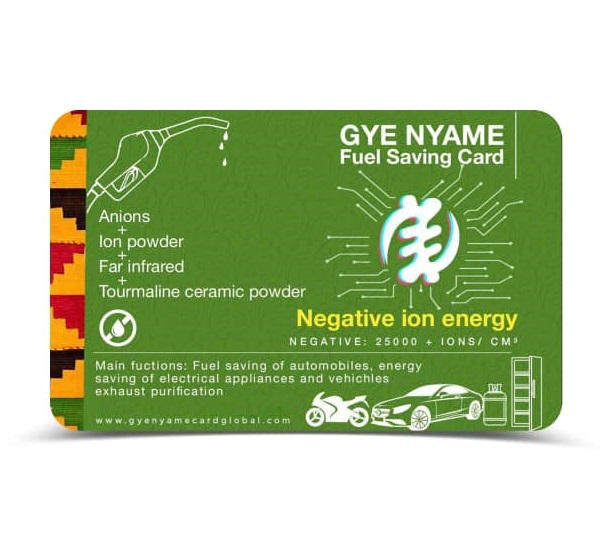 GYE NYAME
Fuel Saving Card
Anions
+
Ion powder
+
Far infrared
+
Tourmaline ceramic powder
Negative ion energy
NEGATIVE: 25000 + IONS/ CM³
Main fuctions: Fuel saving of automobiles, energy
saving of electrical appliances and vehichles
exhaust purification
www.gyenyamecardglobal.com